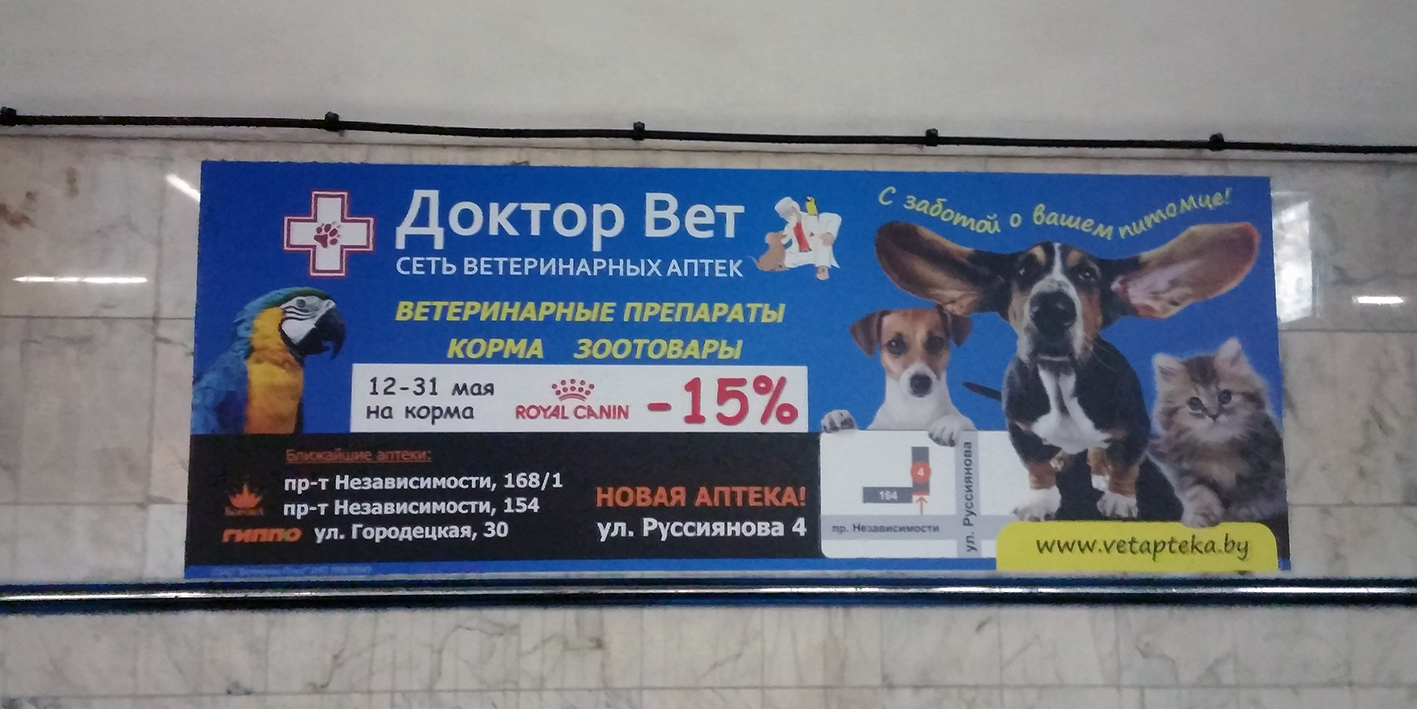 Доктор Вет
СЕТЬ ВЕТЕРИНАРНЫХ АПТЕК
С заботой о вашем питомце!
ВЕТЕРИНАРНЫЕ ПРЕПАРАТЫ
КОРМА ЗООТОВАРЫ
12-31 мая
на корма
ROYAL CANIN
-15%
Ближайшие аптеки:
пр-т Независимости, 168/1
пр-т Независимости, 154
ГИППО ул. Городецкая, 30
НОВАЯ АПТЕКА!
ул. Руссиянова 4
4
164
пр. Независимости
ул. Руссиянова
www.vetapteka.by